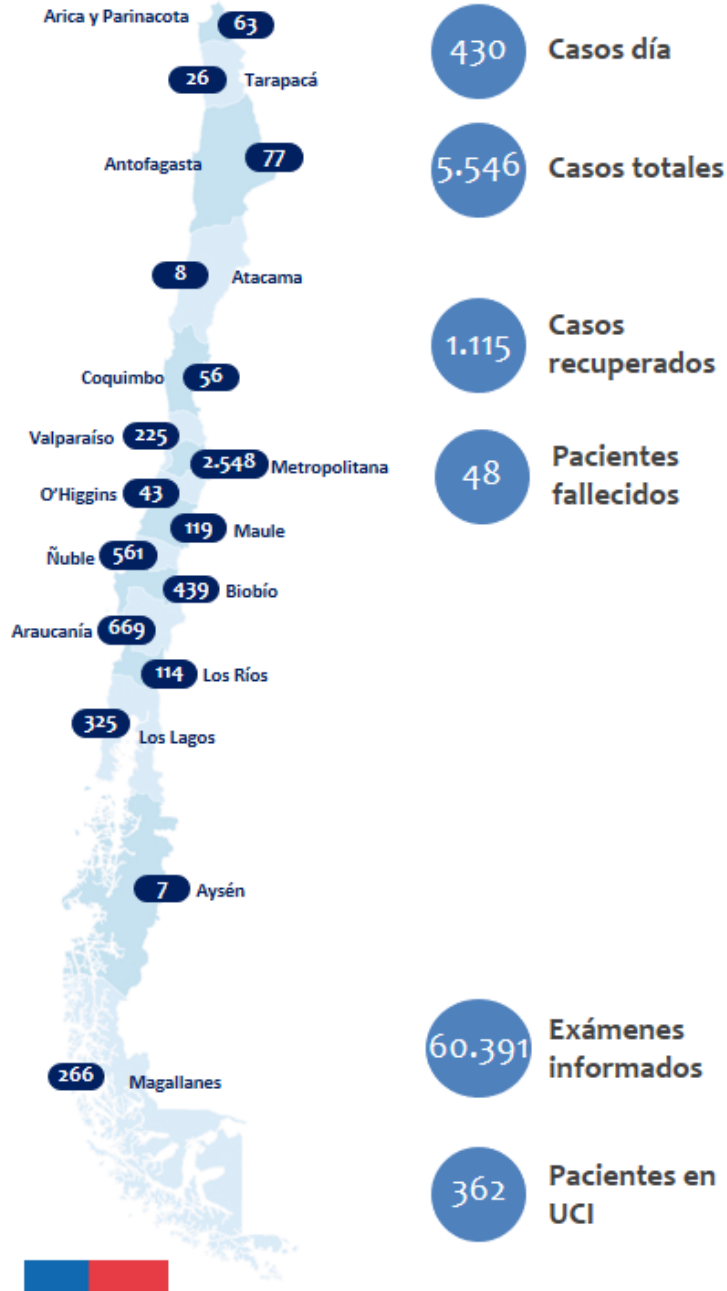 Arica y Parinacota 63
26 Tarapacá
Antofagasta 77
8 Atacama
Coquimbo 56
Valparaíso 225
2.548 Metropolitana
O'Higgins 43
119 Maule
Ñuble 561
439 Biobío
Araucanía 669
114 Los Ríos
325 Los Lagos
7 Aysén
266 Magallanes
430 Casos día
5.546 Casos totales
1.115 Casos
recuperados
48 Pacientes
fallecidos
60.391 Exámenes
informados
362 Pacientes en
UCI